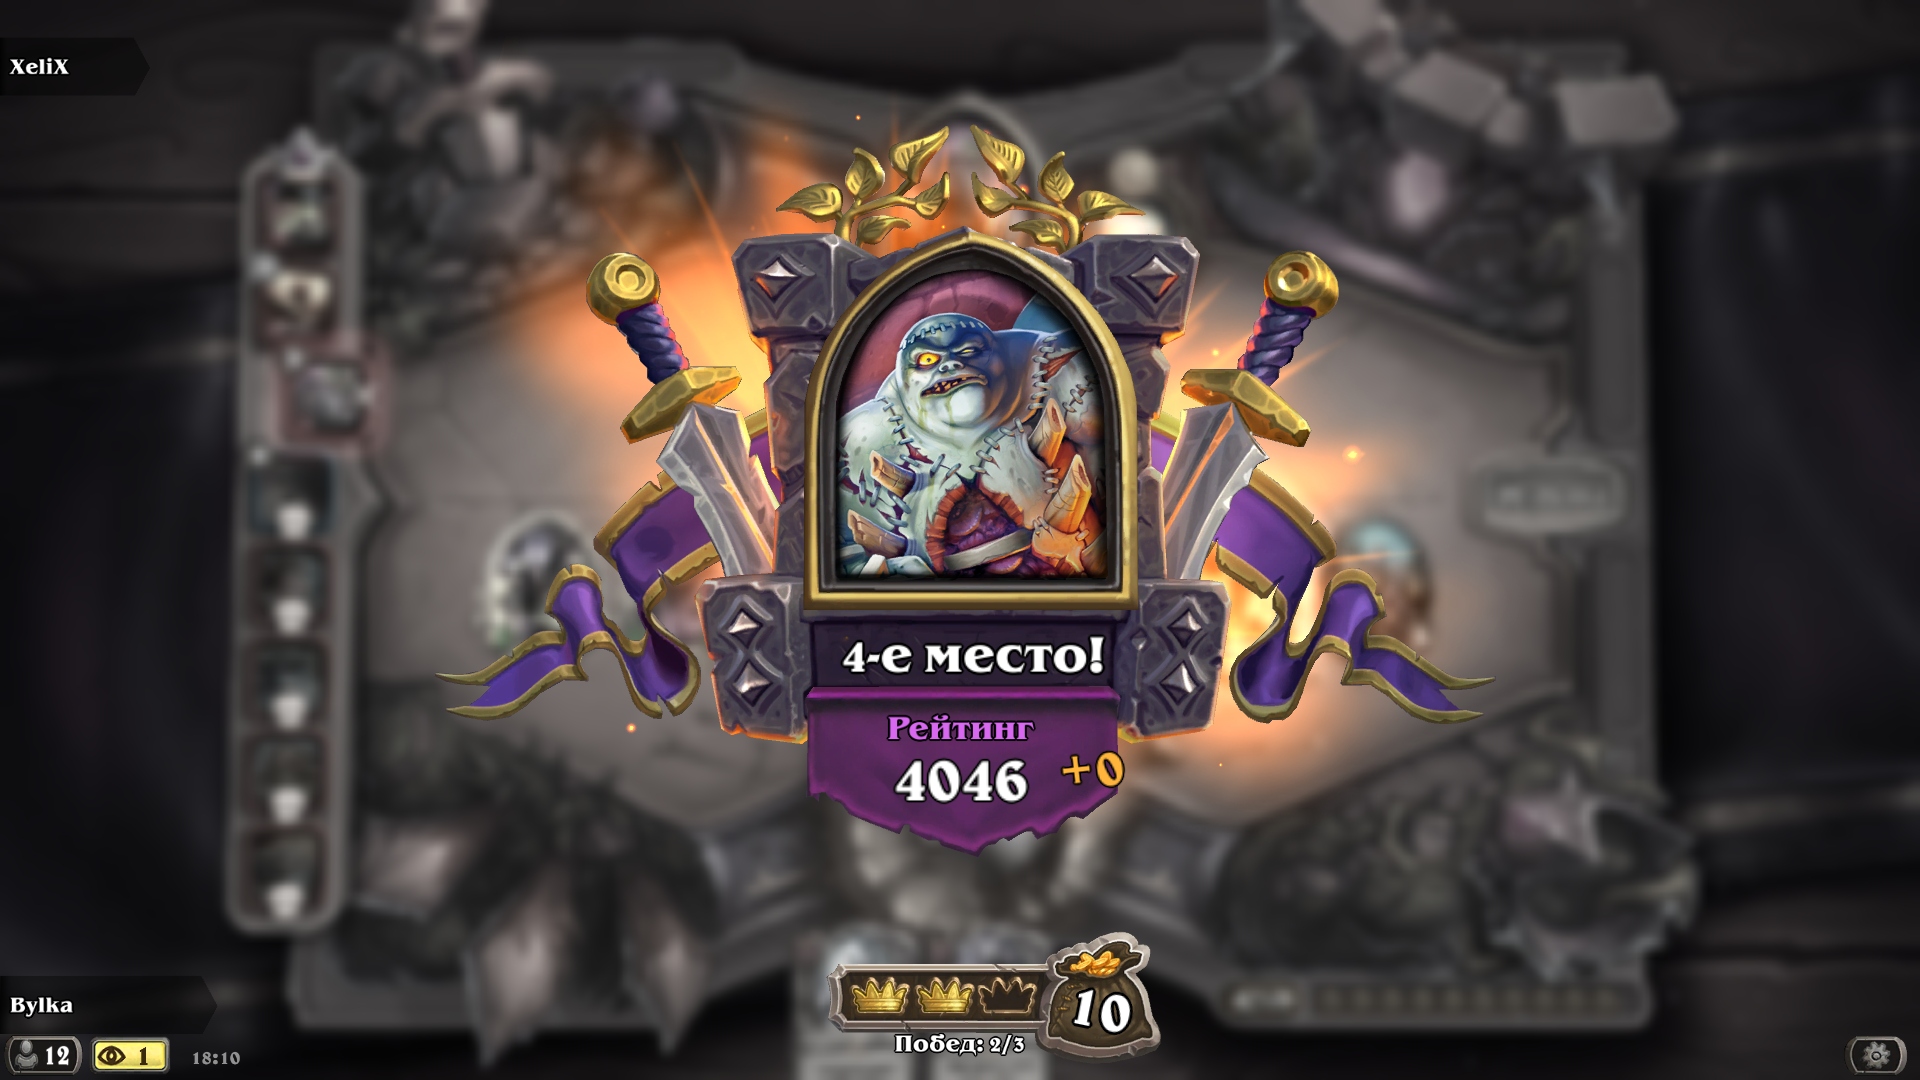 XeliX
4-е место!
Рейтинг
4046 +0
10
Побед: 2/3
Bylka
12 1 18:10